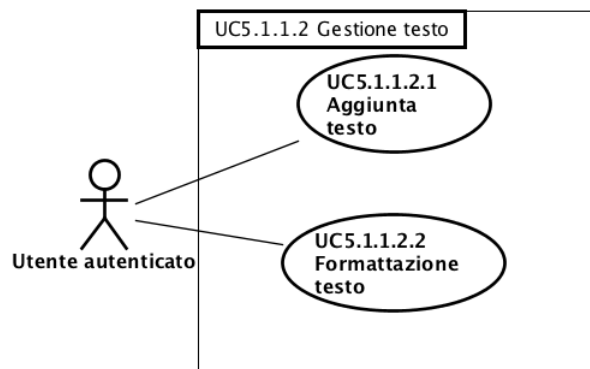 UC5.1.1.2 Gestione testo
UC5.1.1.2.1
Aggiunta
testo
Utente autenticato
UC5.1.1.2.2
Formattazione
testo